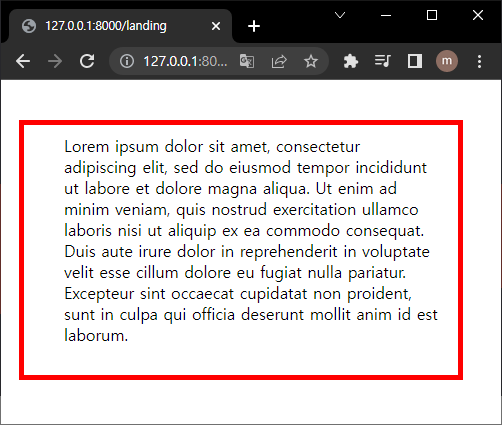 127.0.0.1:8000/landing
127.0.0.1:80...
m
Lorem ipsum dolor sit amet, consectetur
adipiscing elit, sed do eiusmod tempor incididunt
ut labore et dolore magna aliqua. Ut enim ad
minim veniam, quis nostrud exercitation ullamco
laboris nisi ut aliquip ex ea commodo consequat.
Duis aute irure dolor in reprehenderit in voluptate
velit esse cillum dolore eu fugiat nulla pariatur.
Excepteur sint occaecat cupidatat non proident,
sunt in culpa qui officia deserunt mollit anim id est
laborum.